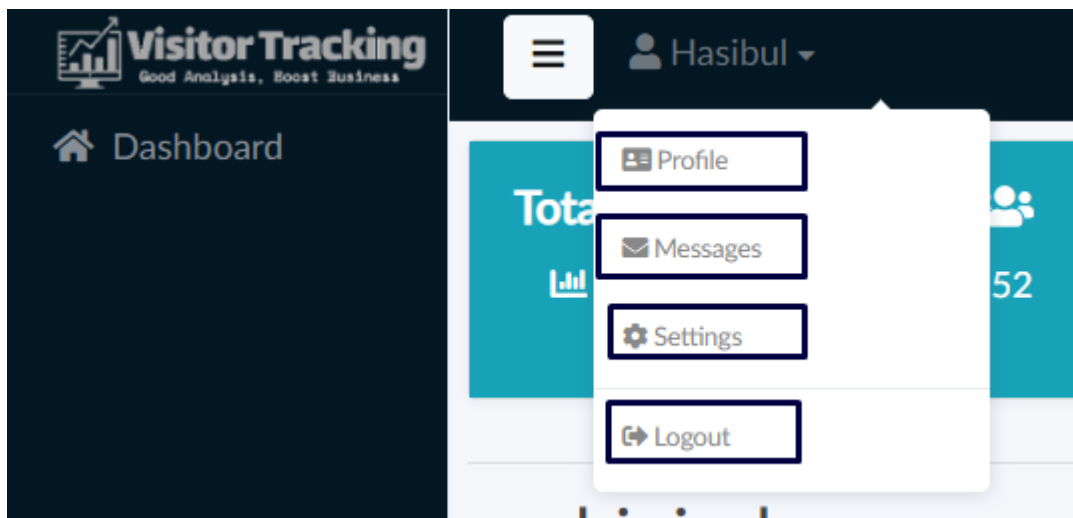 Visitor Tracking
Good Analysis, Boost Business
Hasibul
Dashboard
Profile
Tota
Messages
52
Settings
Logout